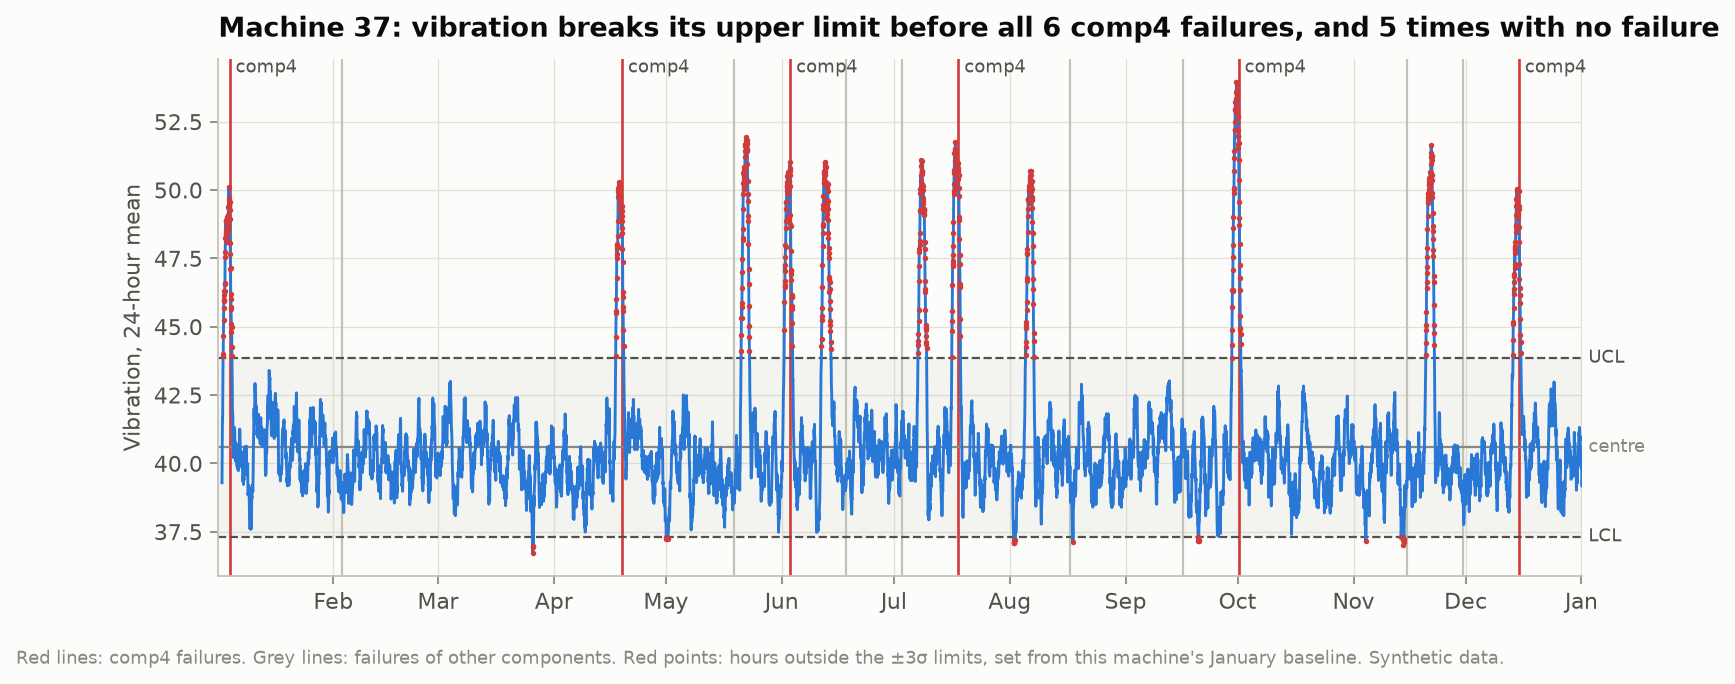 Machine 37: vibration breaks its upper limit before all 6 comp4 failures, and 5 times with no failure
comp4 comp4 comp4 comp4 comp4 comp4
Vibration, 24-hour mean
52.5
50.0
47.5
45.0
42.5
40.0
37.5
UCL
centre
LCL
Feb Mar Apr May Jun Jul Aug Sep Oct Nov Dec Jan
Red lines: comp4 failures. Grey lines: failures of other components. Red points: hours outside the ±3σ limits, set from this machine's January baseline. Synthetic data.